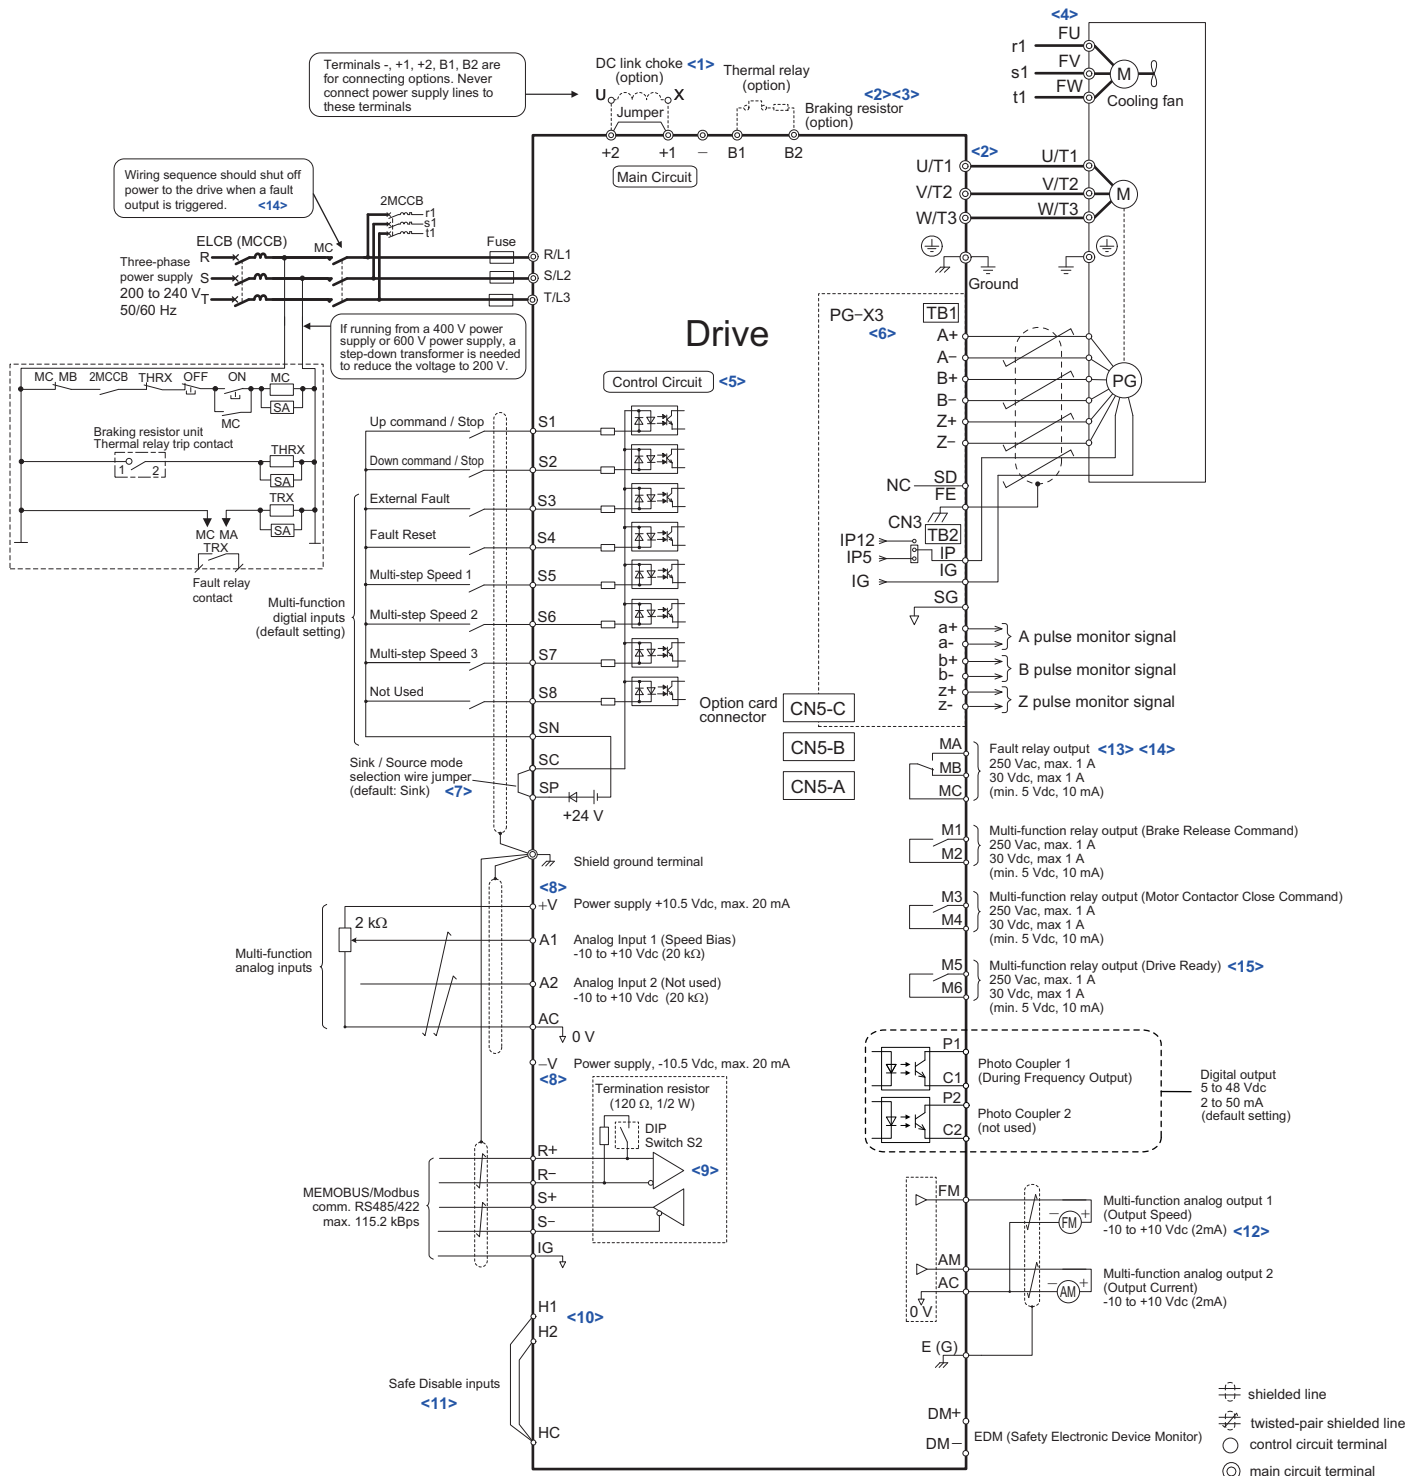 <4>
FU
r1
FV
s1
FW
t1
M
Cooling fan
Terminals -, +1, +2, B1, B2 are
for connecting options. Never
connect power supply lines to
these terminals
DC link choke <1>
(option)
U
X
Jumper
Thermal relay
(option)
<2><3>
Braking resistor
(option)
+2
+1
−
B1
B2
Main Circuit
<2>
U/T1
U/T1
V/T2
V/T2
M
W/T3
W/T3
Ground
Wiring sequence should shut off
power to the drive when a fault
output is triggered. <14>
2MCCB
r1
s1
t1
ELCB (MCCB)
MC
Fuse
R
R/L1
Three-phase
power supply
S
S/L2
200 to 240 V
T
T/L3
50/60 Hz
If running from a 400 V power
supply or 600 V power supply, a
step-down transformer is needed
to reduce the voltage to 200 V.
Drive
MC MB
2MCCB
THRX
OFF
ON
MC
SA
MC
Braking resistor unit
Thermal relay trip contact
1
2
THRX
SA
TRX
SA
MC MA
TRX
Fault relay
contact
Control Circuit <5>
Up command / Stop
S1
Down command / Stop
S2
External Fault
S3
Fault Reset
S4
Multi-step Speed 1
S5
Multi-function
digtial inputs
(default setting)
Multi-step Speed 2
S6
Multi-step Speed 3
S7
Not Used
S8
SN
SC
SP
Sink / Source mode
selection wire jumper
(default: Sink) <7>
+24 V
Option card
connector
CN5-C
CN5-B
CN5-A
PG−X3
<6>
TB1
A+
A−
B+
B−
Z+
Z−
PG
NC
SD
FE
CN3
TB2
IP12
IP5
IP
IG
IG
SG
a+
a-
A pulse monitor signal
b+
b-
B pulse monitor signal
z+
z-
Z pulse monitor signal
MA
MB
MC
Fault relay output <13> <14>
250 Vac, max. 1 A
30 Vdc, max 1 A
(min. 5 Vdc, 10 mA)
M1
M2
Multi-function relay output (Brake Release Command)
250 Vac, max. 1 A
30 Vdc, max 1 A
(min. 5 Vdc, 10 mA)
M3
M4
Multi-function relay output (Motor Contactor Close Command)
250 Vac, max. 1 A
30 Vdc, max 1 A
(min. 5 Vdc, 10 mA)
M5
M6
Multi-function relay output (Drive Ready) <15>
250 Vac, max. 1 A
30 Vdc, max 1 A
(min. 5 Vdc, 10 mA)
Shield ground terminal
<8>
+V
Power supply +10.5 Vdc, max. 20 mA
2 kΩ
A1
Analog Input 1 (Speed Bias)
-10 to +10 Vdc (20 kΩ)
Multi-function
analog inputs
A2
Analog Input 2 (Not used)
-10 to +10 Vdc (20 kΩ)
AC
0 V
−V
Power supply, -10.5 Vdc, max. 20 mA
<8>
Termination resistor
(120 Ω, 1/2 W)
DIP
Switch S2
<9>
R+
R−
S+
S−
IG
MEMOBUS/Modbus
comm. RS485/422
max. 115.2 kBps
P1
C1
Photo Coupler 1
(During Frequency Output)
P2
C2
Photo Coupler 2
(not used)
Digital output
5 to 48 Vdc
2 to 50 mA
(default setting)
FM
− +
FM
Multi-function analog output 1
(Output Speed)
-10 to +10 Vdc (2mA) <12>
AM
AC
− +
AM
0 V
Multi-function analog output 2
(Output Current)
-10 to +10 Vdc (2mA)
E (G)
H1
<10>
H2
Safe Disable inputs
<11>
HC
DM+
DM−
EDM (Safety Electronic Device Monitor)
shielded line
twisted-pair shielded line
control circuit terminal
main circuit terminal